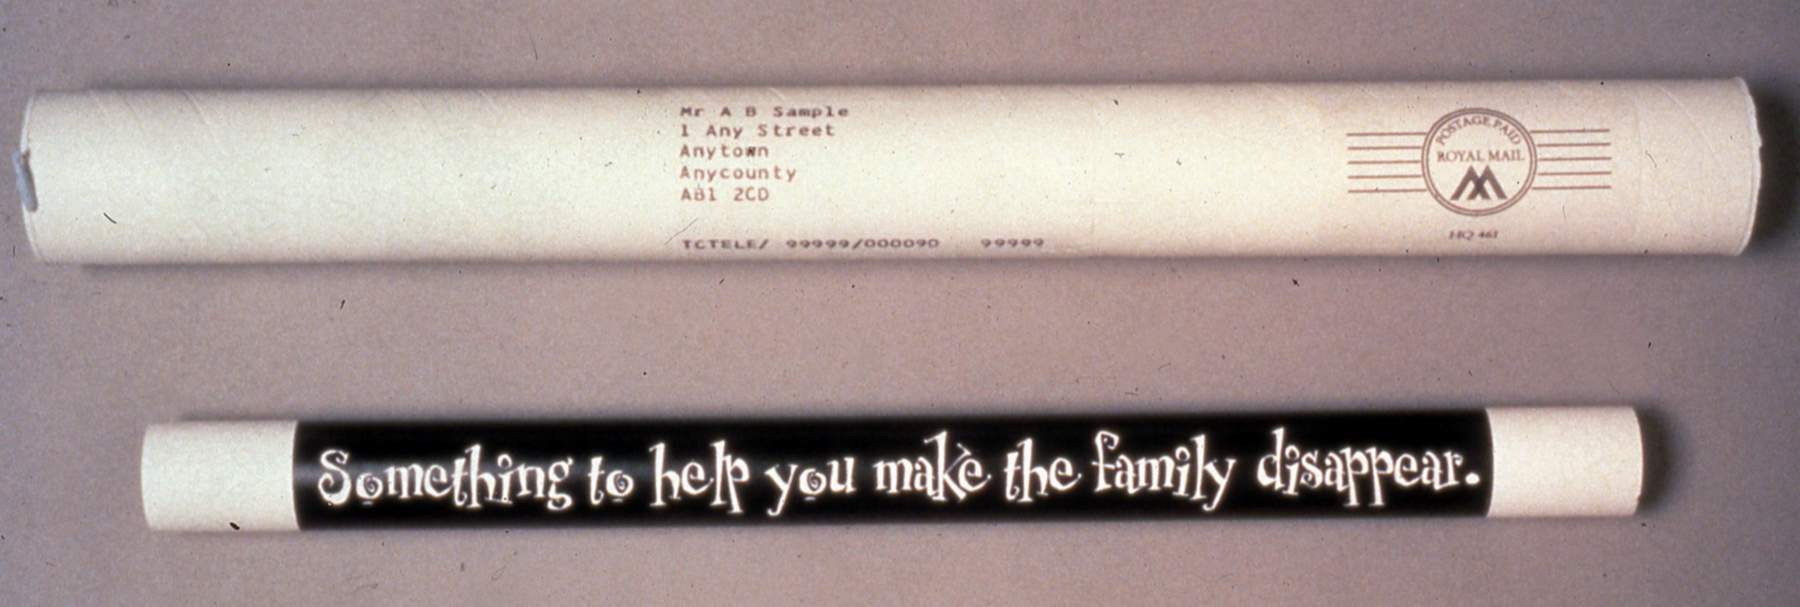 Mr A B Sample
1 Any Street
Anytown
Anycounty
AB1 2CD
TCTELE/ 99999/000090 99999
POSTAGE PAID
ROYAL MAIL
HQ 461
Something to help you make the family disappear.